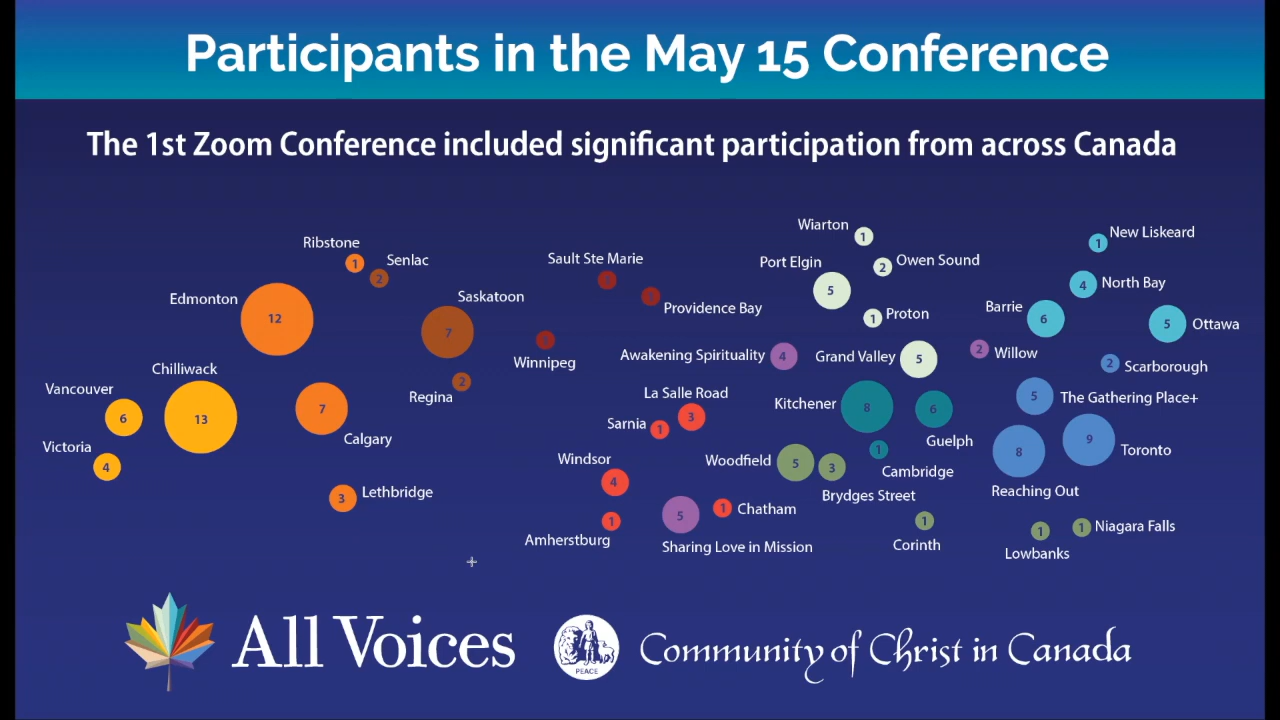 Participants in the May 15 Conference
The 1st Zoom Conference included significant participation from across Canada
Wiarton
1
New Liskeard
1
Ribstone
1
Senlac
2
Sault Ste Marie
Port Elgin
5
Owen Sound
2
North Bay
4
Edmonton
12
Saskatoon
7
Providence Bay
Proton
1
Barrie
6
Ottawa
5
Winnipeg
Awakening Spirituality
4
Grand Valley
5
Willow
2
Scarborough
2
Chilliwack
13
Vancouver
6
Regina
2
Calgary
7
La Salle Road
3
Sarnia
1
Kitchener
8
Guelph
6
The Gathering Place+
5
Toronto
9
Victoria
4
Windsor
4
Woodfield
5
Brydges Street
3
Cambridge
1
Reaching Out
8
Lethbridge
3
Chatham
1
Amherstburg
1
Sharing Love in Mission
5
Corinth
1
Lowbanks
1
Niagara Falls
1
All Voices
PEACE
Community of Christ in Canada